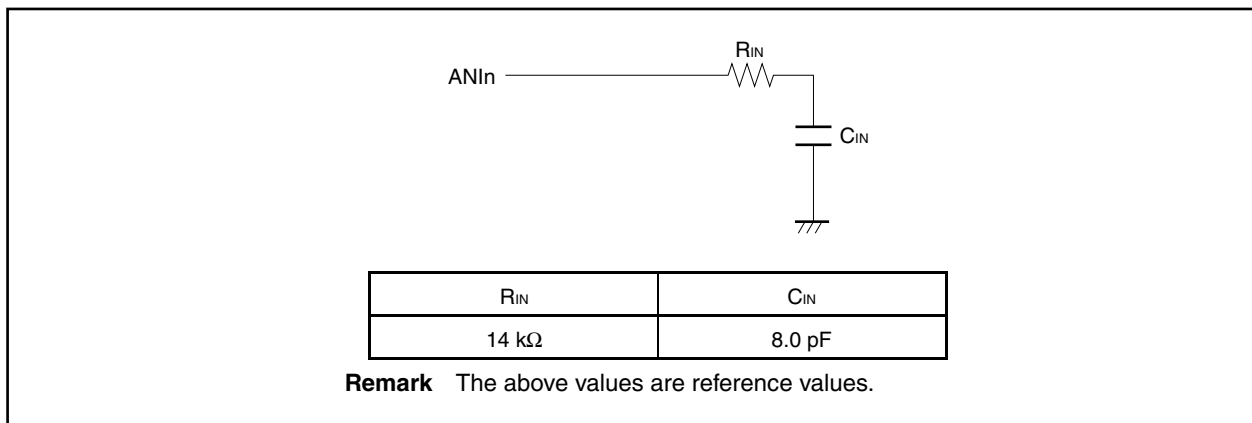 RIN
ANIn
CIN
RIN CIN
14 kΩ 8.0 pF
Remark The above values are reference values.